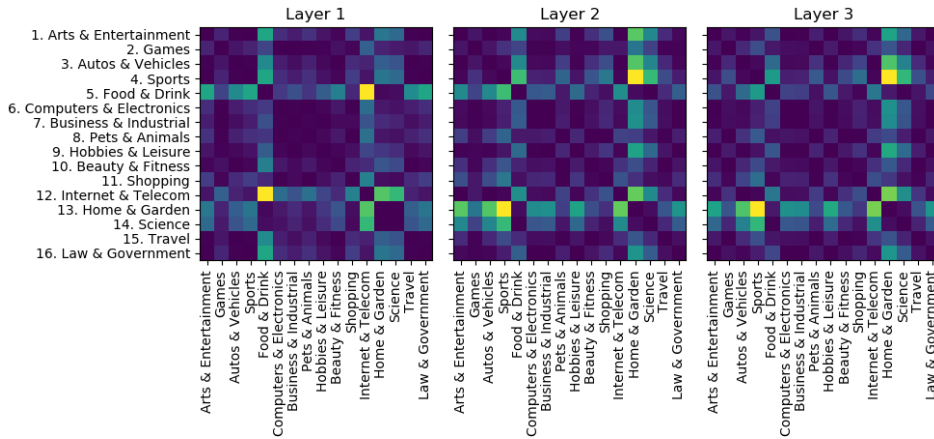 Layer 1
Layer 2
Layer 3
1. Arts & Entertainment
2. Games
3. Autos & Vehicles
4. Sports
5. Food & Drink
6. Computers & Electronics
7. Business & Industrial
8. Pets & Animals
9. Hobbies & Leisure
10. Beauty & Fitness
11. Shopping
12. Internet & Telecom
13. Home & Garden
14. Science
15. Travel
16. Law & Government
Arts & Entertainment
Games
Autos & Vehicles
Sports
Food & Drink
Computers & Electronics
Business & Industrial
Pets & Animals
Hobbies & Leisure
Beauty & Fitness
Shopping
Internet & Telecom
Home & Garden
Science
Travel
Law & Government
Arts & Entertainment
Games
Autos & Vehicles
Sports
Food & Drink
Computers & Electronics
Business & Industrial
Pets & Animals
Hobbies & Leisure
Beauty & Fitness
Shopping
Internet & Telecom
Home & Garden
Science
Travel
Law & Government
Arts & Entertainment
Games
Autos & Vehicles
Sports
Food & Drink
Computers & Electronics
Business & Industrial
Pets & Animals
Hobbies & Leisure
Beauty & Fitness
Shopping
Internet & Telecom
Home & Garden
Science
Travel
Law & Government